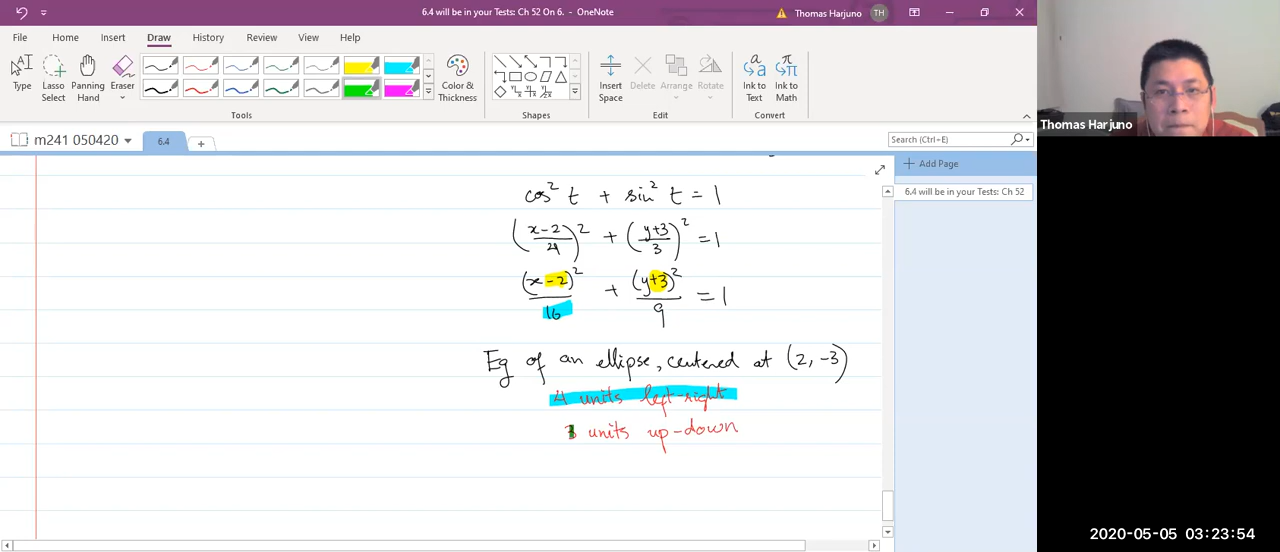 6.4 will be in your Tests: Ch 52 On 6. - OneNote
Thomas Harjuno TH
File Home Insert Draw History Review View Help
Type Lasso Select Panning Hand Eraser Color & Thickness Insert Space Delete Arrange Rotate Ink to Text Ink to Math
Tools Shapes Edit Convert
m241 050420 6.4 Search (Ctrl+E)
Thomas Harjuno
Add Page
6.4 will be in your Tests: Ch 52
cos² t + sin² t = 1
((x-2)/4)² + ((y+3)/3)² = 1
(x-2)²/16 + (y+3)²/9 = 1
Eq of an ellipse, centered at (2, -3)
4 units left-right
3 units up-down
2020-05-05 03:23:54